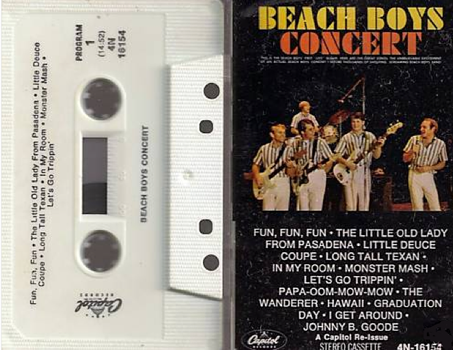 PROGRAM
1
(14:52)
4N
16154
Fun, Fun, Fun • The Little Old Lady From Pasadena • Little Deuce
Coupe • Long Tall Texan • In My Room • Monster Mash •
Let's Go Trippin'
BEACH BOYS CONCERT
Capitol
RECORDS
BEACH BOYS
CONCERT
FUN, FUN, FUN • THE LITTLE OLD LADY
FROM PASADENA • LITTLE DEUCE
COUPE • LONG TALL TEXAN •
IN MY ROOM • MONSTER MASH •
LET'S GO TRIPPIN' •
PAPA-OOM-MOW-MOW • THE
WANDERER • HAWAII • GRADUATION
DAY • I GET AROUND •
JOHNNY B. GOODE
Capitol
A Capitol Re-Issue
STEREO CASSETTE
4N-16154